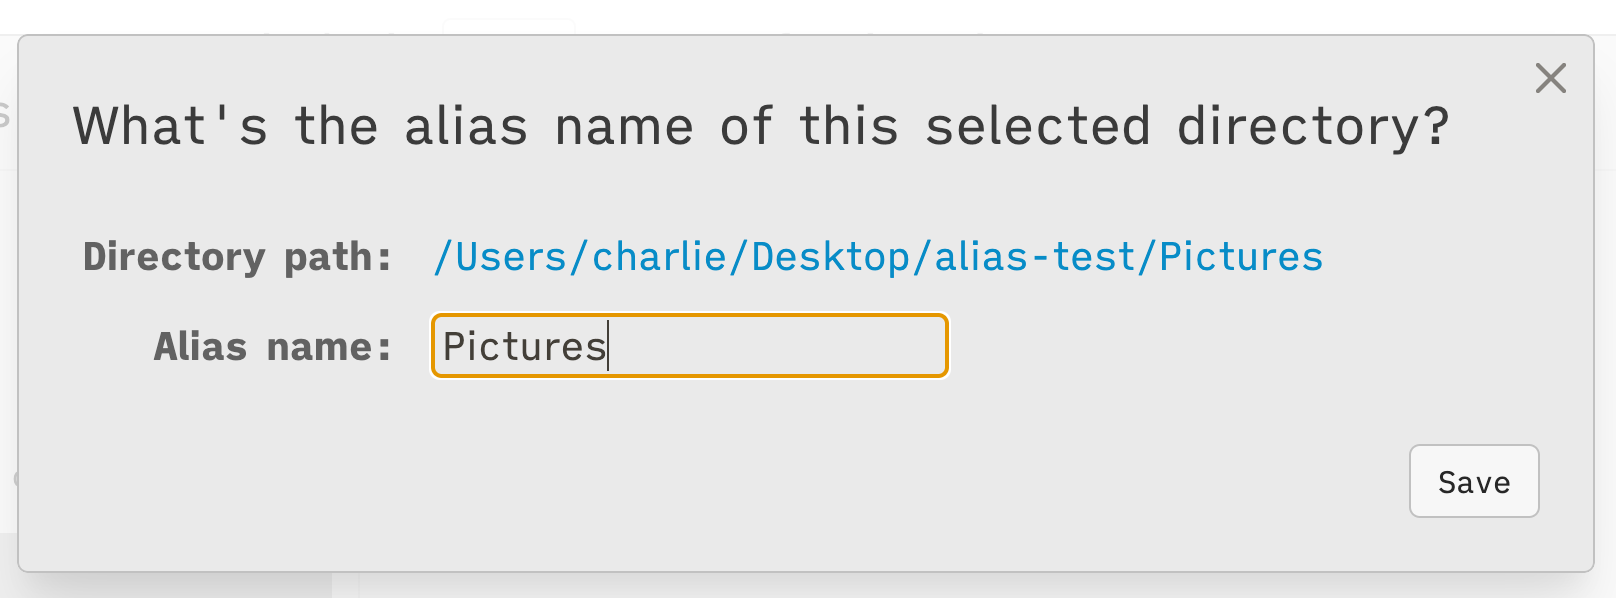 What's the alias name of this selected directory?
Directory path: /Users/charlie/Desktop/alias-test/Pictures
Alias name: Pictures
Save